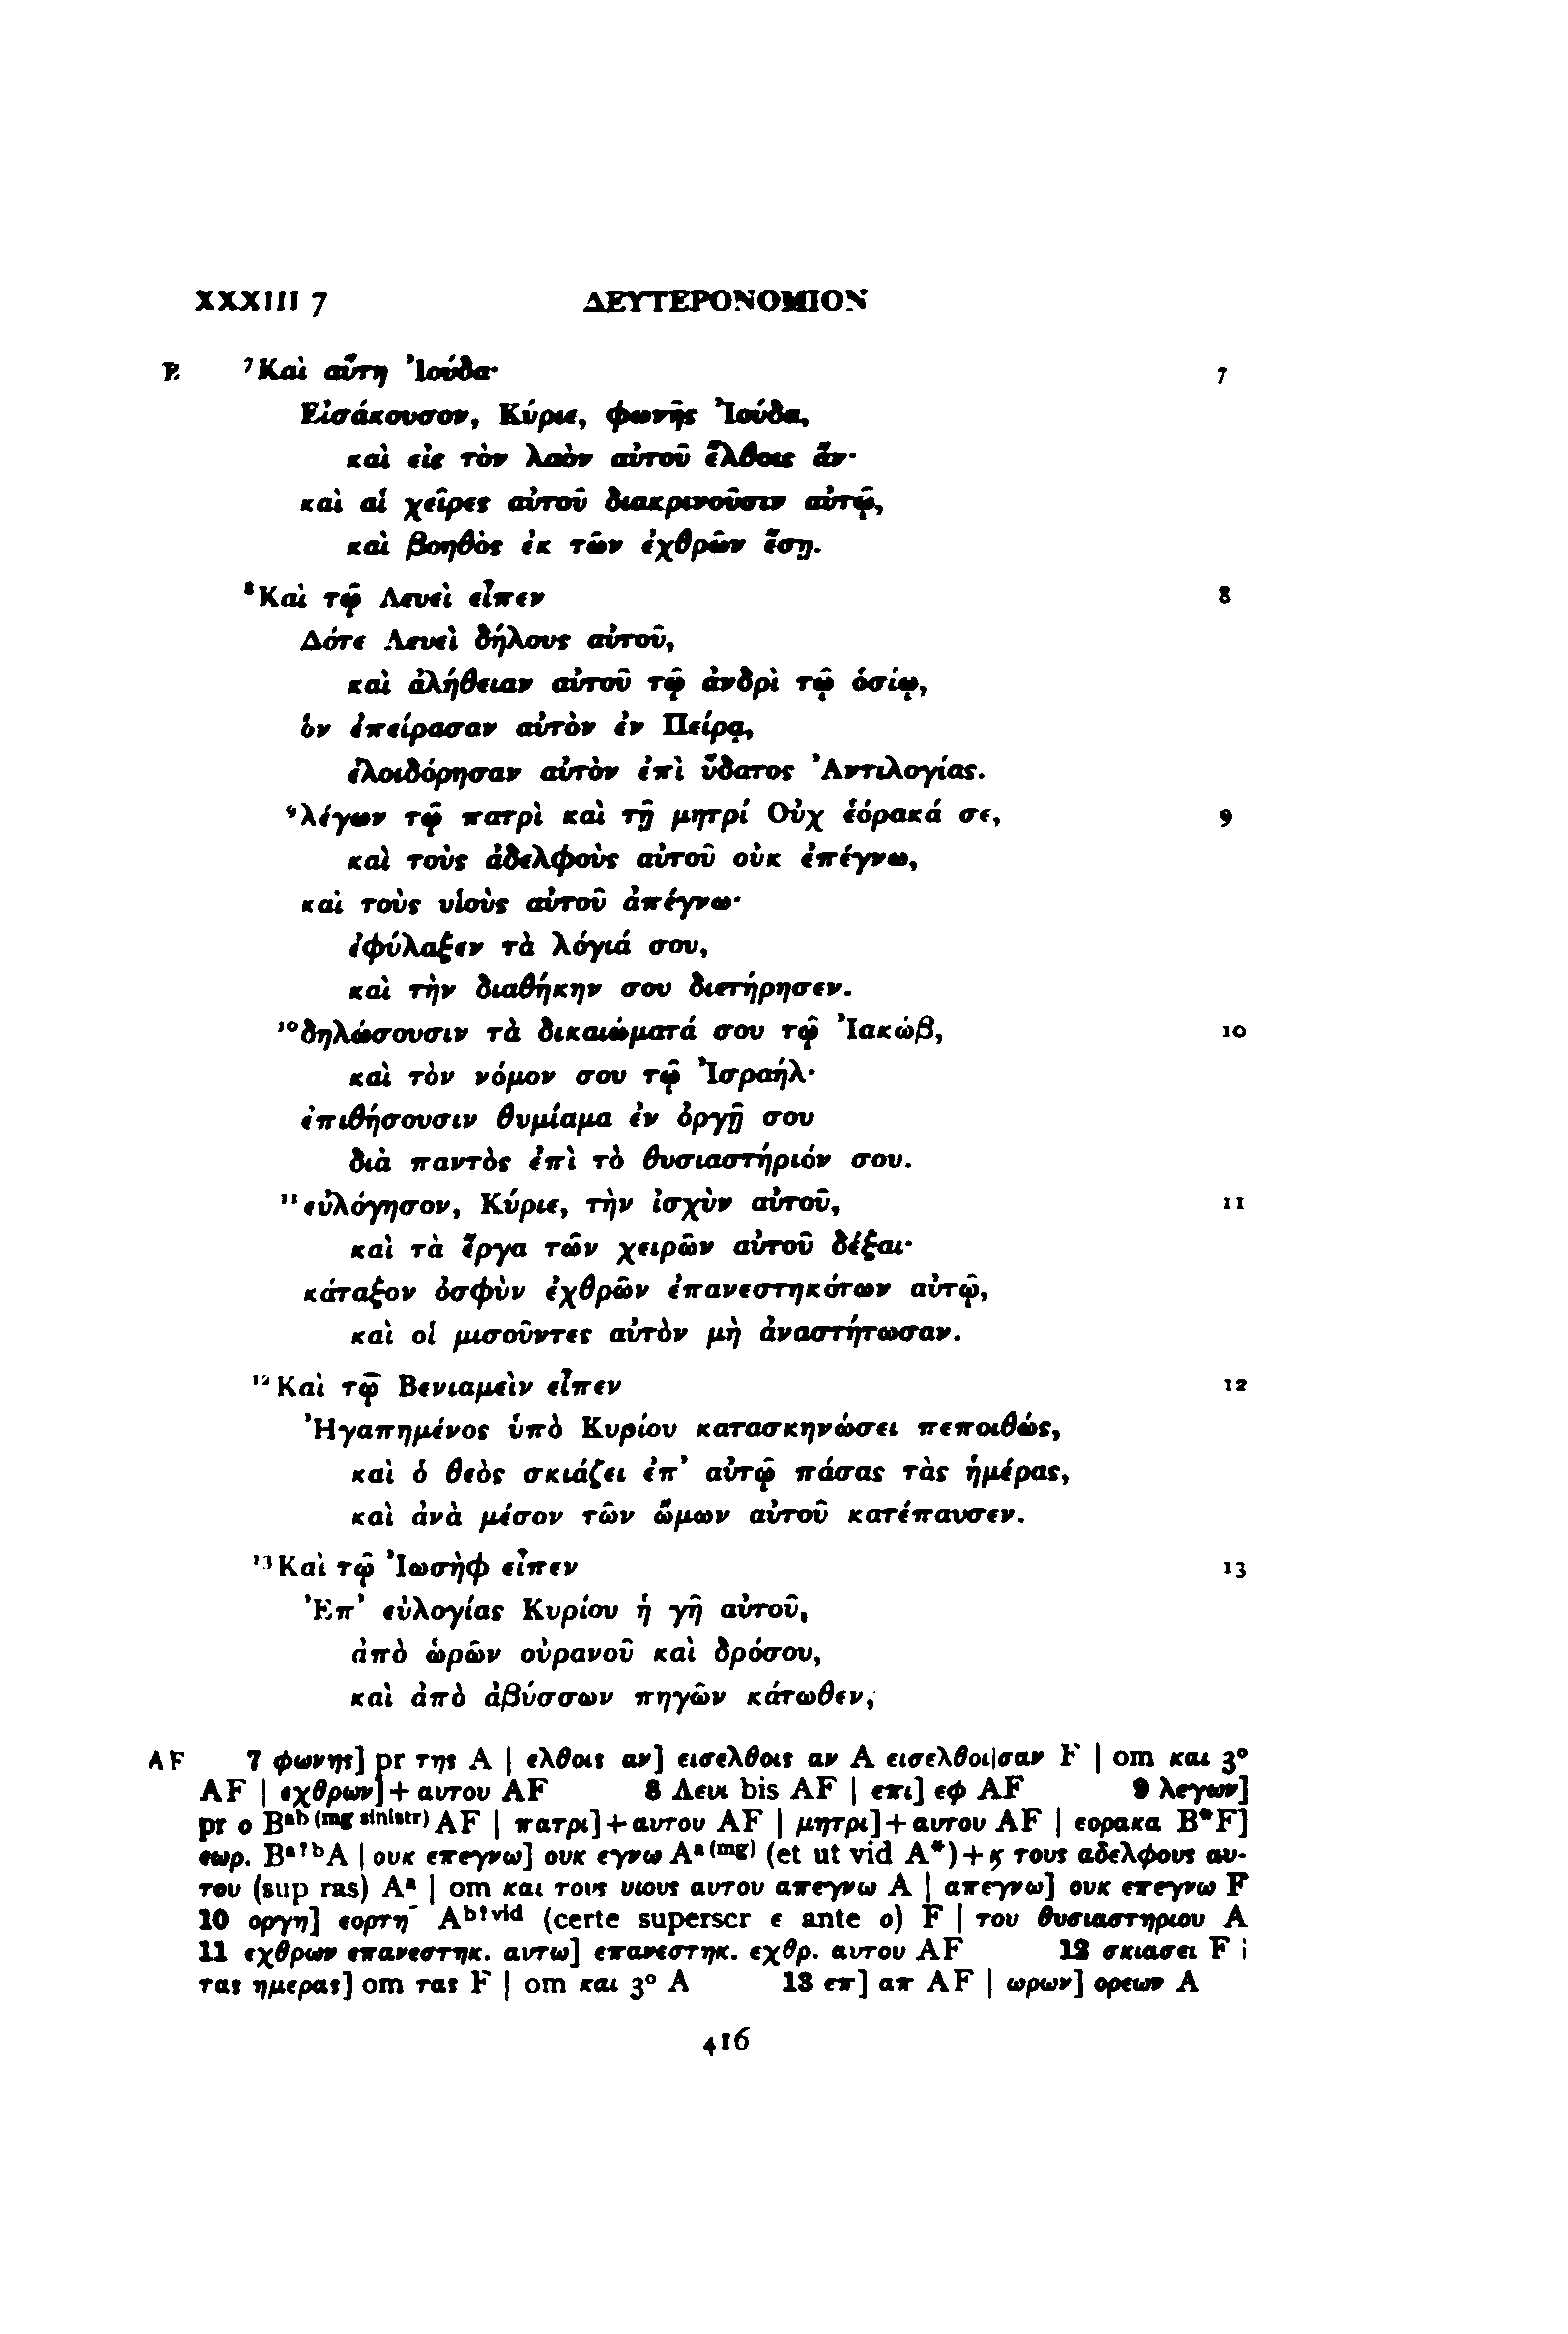 XXXIII 7 ΔΕΥΤΕΡΟΝΟΜΙΟΝ
B ⁷Καὶ αὕτη Ἰούδα· 7
Εἰσάκουσον, Κύριε, φωνῆς Ἰούδα,
καὶ εἰς τὸν λαὸν αὐτοῦ ἔλθοις ἄν·
καὶ αἱ χεῖρες αὐτοῦ διακρινοῦσιν αὐτῷ,
καὶ βοηθὸς ἐκ τῶν ἐχθρῶν ἔσῃ.
⁸Καὶ τῷ Λευεὶ εἶπεν 8
Δότε Λευεὶ δήλους αὐτοῦ,
καὶ ἀλήθειαν αὐτοῦ τῷ ἀνδρὶ τῷ ὁσίῳ,
ὃν ἐπείρασαν αὐτὸν ἐν Πείρᾳ,
ἐλοιδόρησαν αὐτὸν ἐπὶ ὕδατος Ἀντιλογίας.
⁹λέγων τῷ πατρὶ καὶ τῇ μητρί Οὐχ ἑόρακά σε, 9
καὶ τοὺς ἀδελφοὺς αὐτοῦ οὐκ ἐπέγνω,
καὶ τοὺς υἱοὺς αὐτοῦ ἀπέγνω·
ἐφύλαξεν τὰ λόγιά σου,
καὶ τὴν διαθήκην σου διετήρησεν.
¹⁰δηλώσουσιν τὰ δικαιώματά σου τῷ Ἰακώβ, 10
καὶ τὸν νόμον σου τῷ Ἰσραήλ·
ἐπιθήσουσιν θυμίαμα ἐν ὀργῇ σου
διὰ παντὸς ἐπὶ τὸ θυσιαστήριόν σου.
¹¹εὐλόγησον, Κύριε, τὴν ἰσχὺν αὐτοῦ, 11
καὶ τὰ ἔργα τῶν χειρῶν αὐτοῦ δέξαι·
κάταξον ὀσφὺν ἐχθρῶν ἐπανεστηκότων αὐτῷ,
καὶ οἱ μισοῦντες αὐτὸν μὴ ἀναστήτωσαν.
¹²Καὶ τῷ Βενιαμεὶν εἶπεν 12
Ἠγαπημένος ὑπὸ Κυρίου κατασκηνώσει πεποιθώς,
καὶ ὁ θεὸς σκιάζει ἐπ' αὐτῷ πάσας τὰς ἡμέρας,
καὶ ἀνὰ μέσον τῶν ὤμων αὐτοῦ κατέπαυσεν.
¹³Καὶ τῷ Ἰωσὴφ εἶπεν 13
Ἐπ' εὐλογίας Κυρίου ἡ γῆ αὐτοῦ,
ἀπὸ ὡρῶν οὐρανοῦ καὶ δρόσου,
καὶ ἀπὸ ἀβύσσων πηγῶν κάτωθεν,
AF 7 φωνης] pr της A | ελθοις αν] εισελθοις αν A εισελθοι|σαν F | om και 3°
AF | εχθρων]+αυτου AF 8 Λευι bis AF | επι] εφ AF 9 λεγων]
pr ο Bᵃᵇ⁽ᵐᵍ ˢⁱⁿⁱˢᵗʳ⁾AF | πατρι]+αυτου AF | μητρι]+αυτου AF | εορακα B*F]
εωρ. Bᵃ?ᵇA | ουκ επεγνω] ουκ εγνω Aᵃ⁽ᵐᵍ⁾ (et ut vid A*)+ϗ τους αδελφους αυ-
του (sup ras) Aᵃ | om και τους υιους αυτου απεγνω A | απεγνω] ουκ επεγνω F
10 οργη] εορτη¯ Aᵇ?ᵛⁱᵈ (certe superscr ε ante ο) F | του θυσιαστηριου A
11 εχθρων επανεστηκ. αυτω] επανεστηκ. εχθρ. αυτου AF 12 σκιασει F |
τας ημερας] om τας F | om και 3° A 13 επ] απ AF | ωρων] ορεων A
416